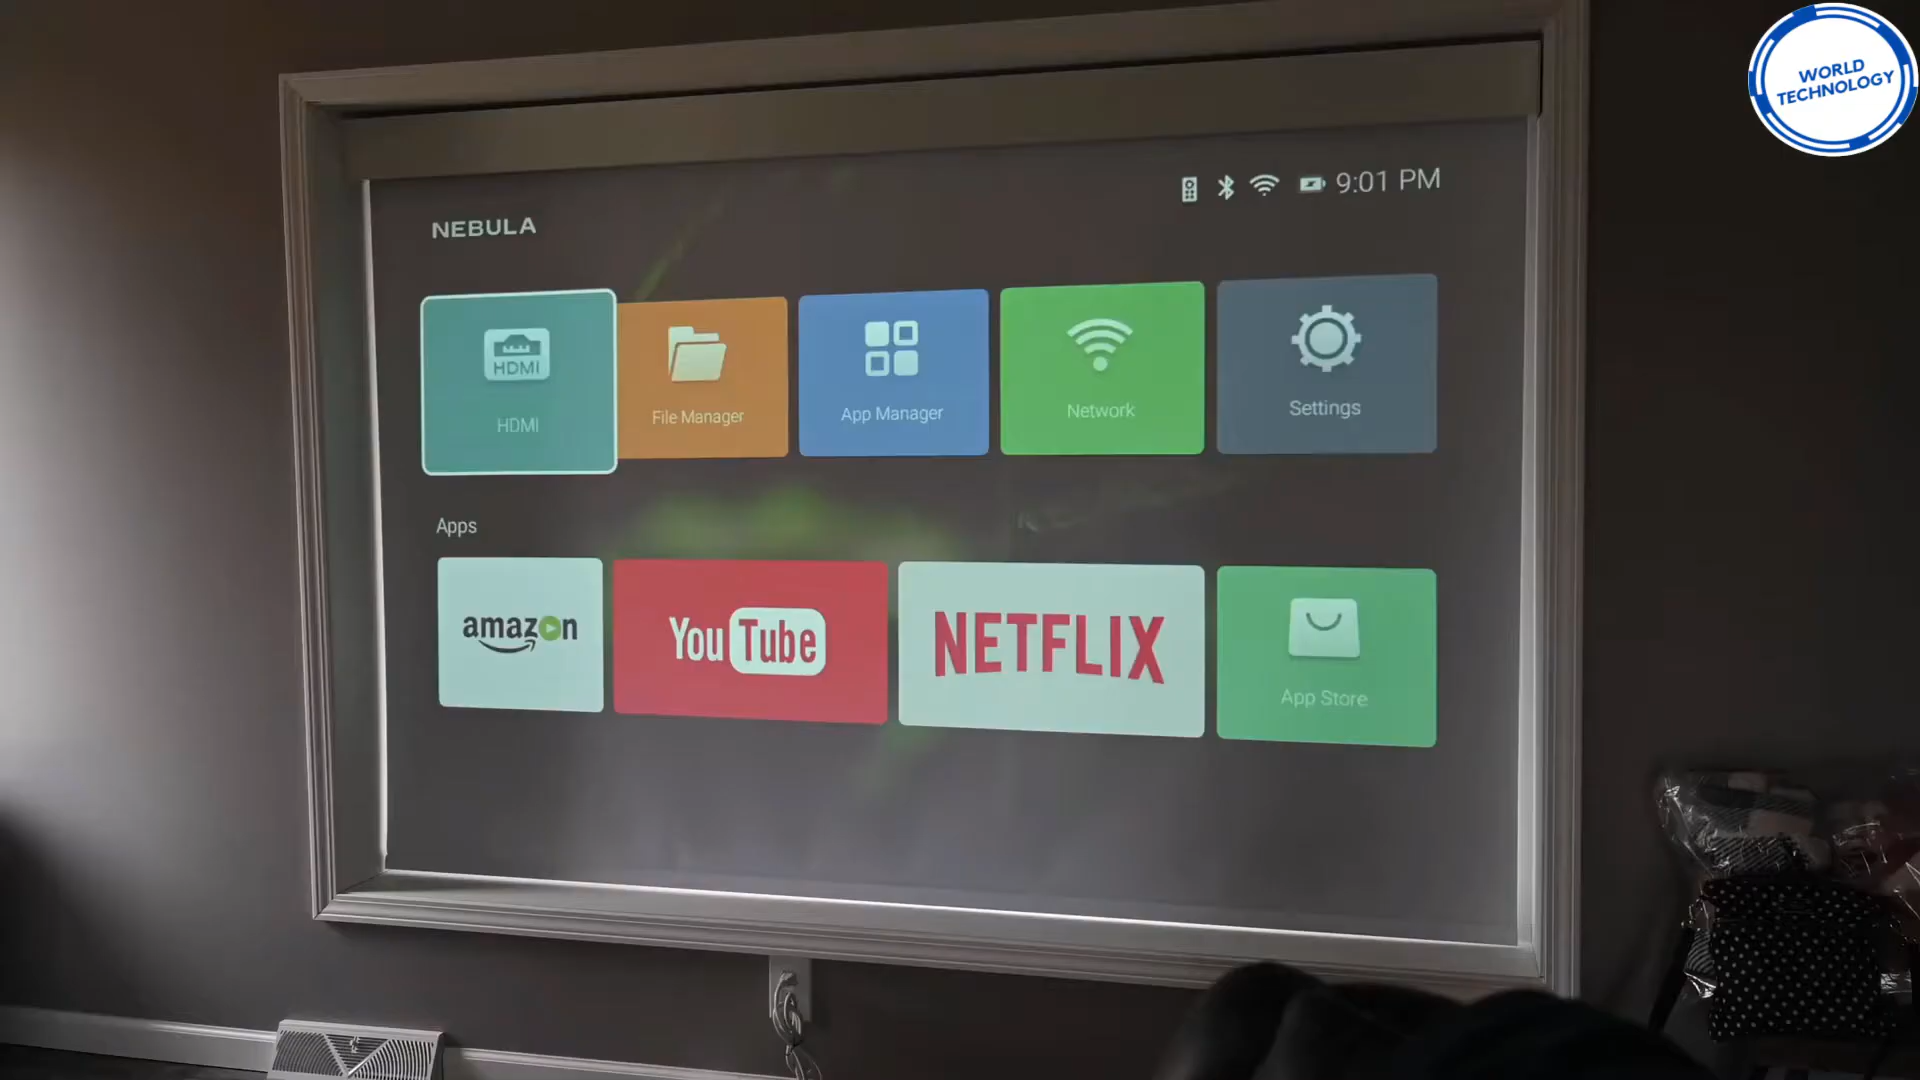 WORLD
TECHNOLOGY
9:01 PM
NEBULA
HDMI
HDMI
File Manager
App Manager
Network
Settings
Apps
amazon
YouTube
NETFLIX
App Store